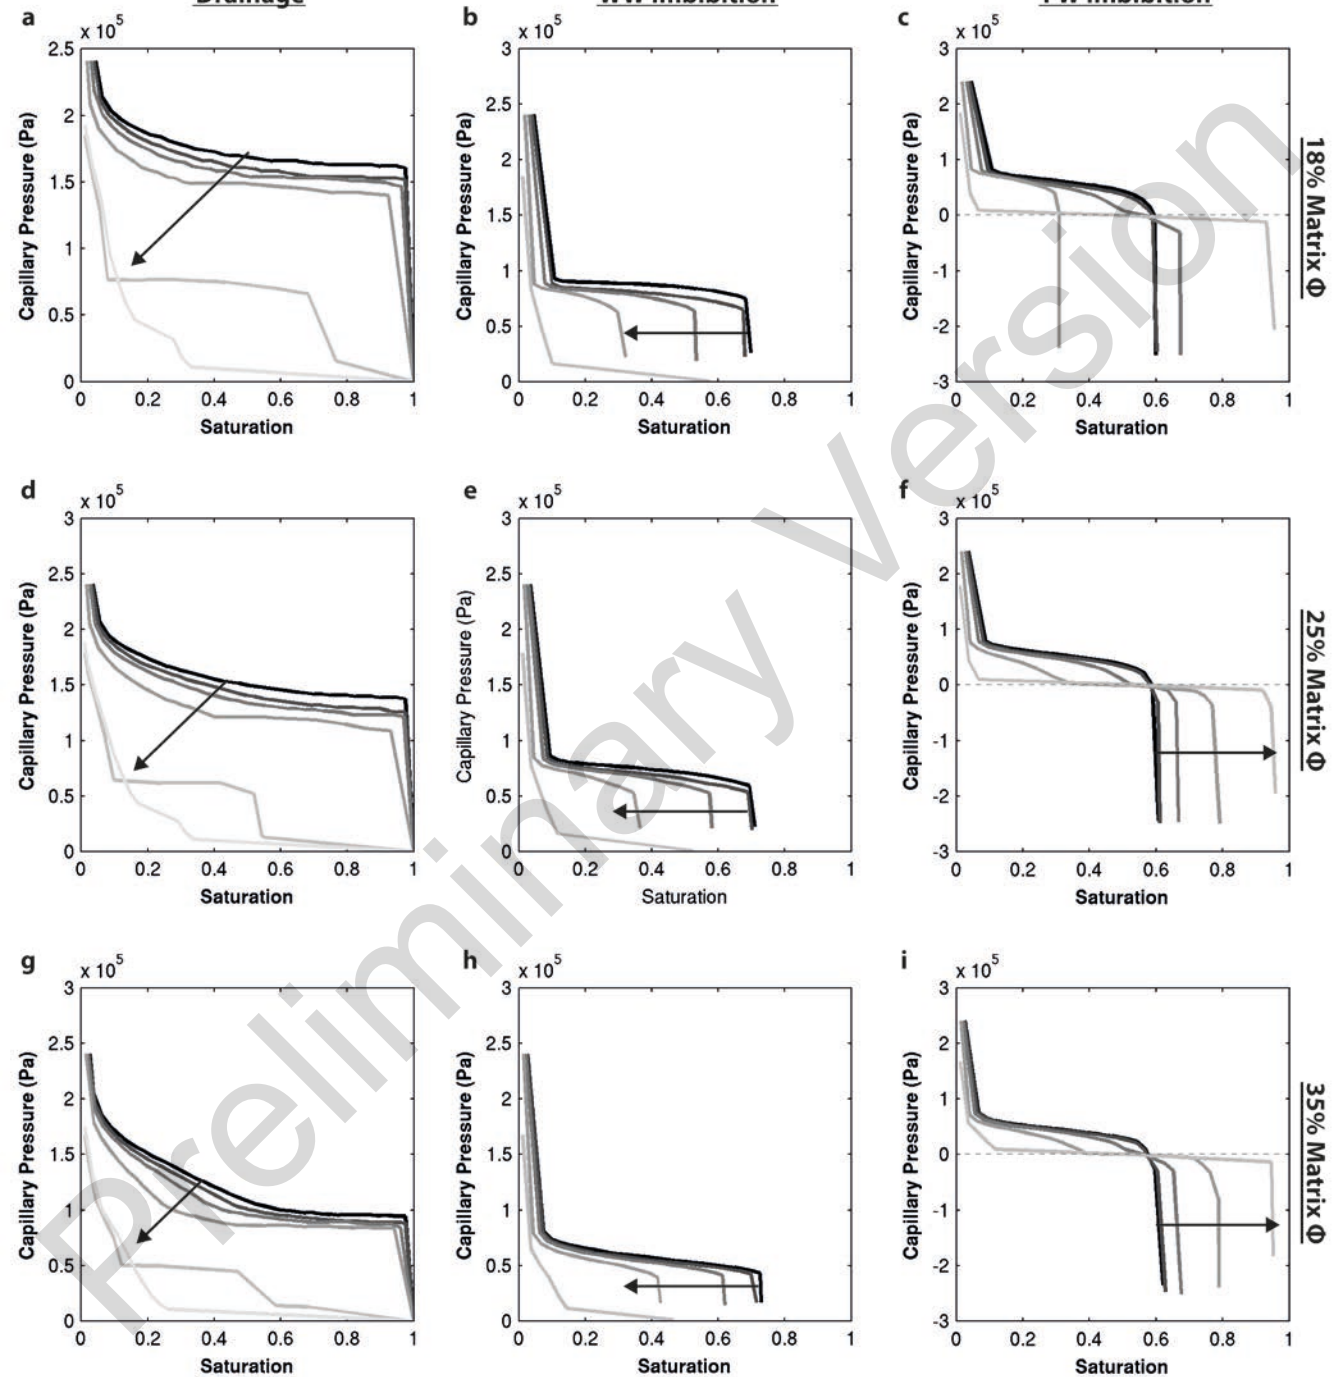 Drainage WW Imbibition FW Imbibition
a x 10^5 b x 10^5 c x 10^5
Capillary Pressure (Pa)
2.5
2
1.5
1
0.5
0
0 0.2 0.4 0.6 0.8 1
Saturation
Capillary Pressure (Pa)
3
2.5
2
1.5
1
0.5
0
0 0.2 0.4 0.6 0.8 1
Saturation
Capillary Pressure (Pa)
3
2
1
0
-1
-2
-3
0 0.2 0.4 0.6 0.8 1
Saturation
18% Matrix Φ
d x 10^5 e x 10^5 f x 10^5
Capillary Pressure (Pa)
3
2.5
2
1.5
1
0.5
0
0 0.2 0.4 0.6 0.8 1
Saturation
Capillary Pressure (Pa)
3
2.5
2
1.5
1
0.5
0
0 0.2 0.4 0.6 0.8 1
Saturation
Capillary Pressure (Pa)
3
2
1
0
-1
-2
-3
0 0.2 0.4 0.6 0.8 1
Saturation
25% Matrix Φ
g x 10^5 h x 10^5 i x 10^5
Capillary Pressure (Pa)
3
2.5
2
1.5
1
0.5
0
0 0.2 0.4 0.6 0.8 1
Saturation
Capillary Pressure (Pa)
3
2.5
2
1.5
1
0.5
0
0 0.2 0.4 0.6 0.8 1
Saturation
Capillary Pressure (Pa)
3
2
1
0
-1
-2
-3
0 0.2 0.4 0.6 0.8 1
Saturation
35% Matrix Φ
Preliminary Version